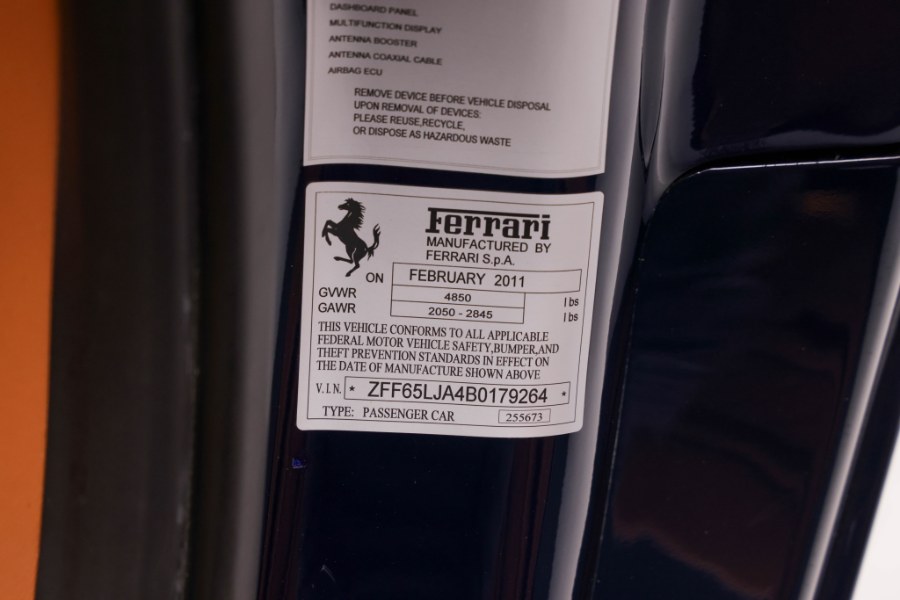 DASHBOARD PANEL
MULTIFUNCTION DISPLAY
ANTENNA BOOSTER
ANTENNA COAXIAL CABLE
AIRBAG ECU
REMOVE DEVICE BEFORE VEHICLE DISPOSAL
UPON REMOVAL OF DEVICES:
PLEASE REUSE,RECYCLE,
OR DISPOSE AS HAZARDOUS WASTE
Ferrari
MANUFACTURED BY
FERRARI S.p.A.
ON FEBRUARY 2011
GVWR 4850 lbs
GAWR 2050 - 2845 lbs
THIS VEHICLE CONFORMS TO ALL APPLICABLE
FEDERAL MOTOR VEHICLE SAFETY,BUMPER,AND
THEFT PREVENTION STANDARDS IN EFFECT ON
THE DATE OF MANUFACTURE SHOWN ABOVE
V.I.N. * ZFF65LJA4B0179264 *
TYPE: PASSENGER CAR 255673